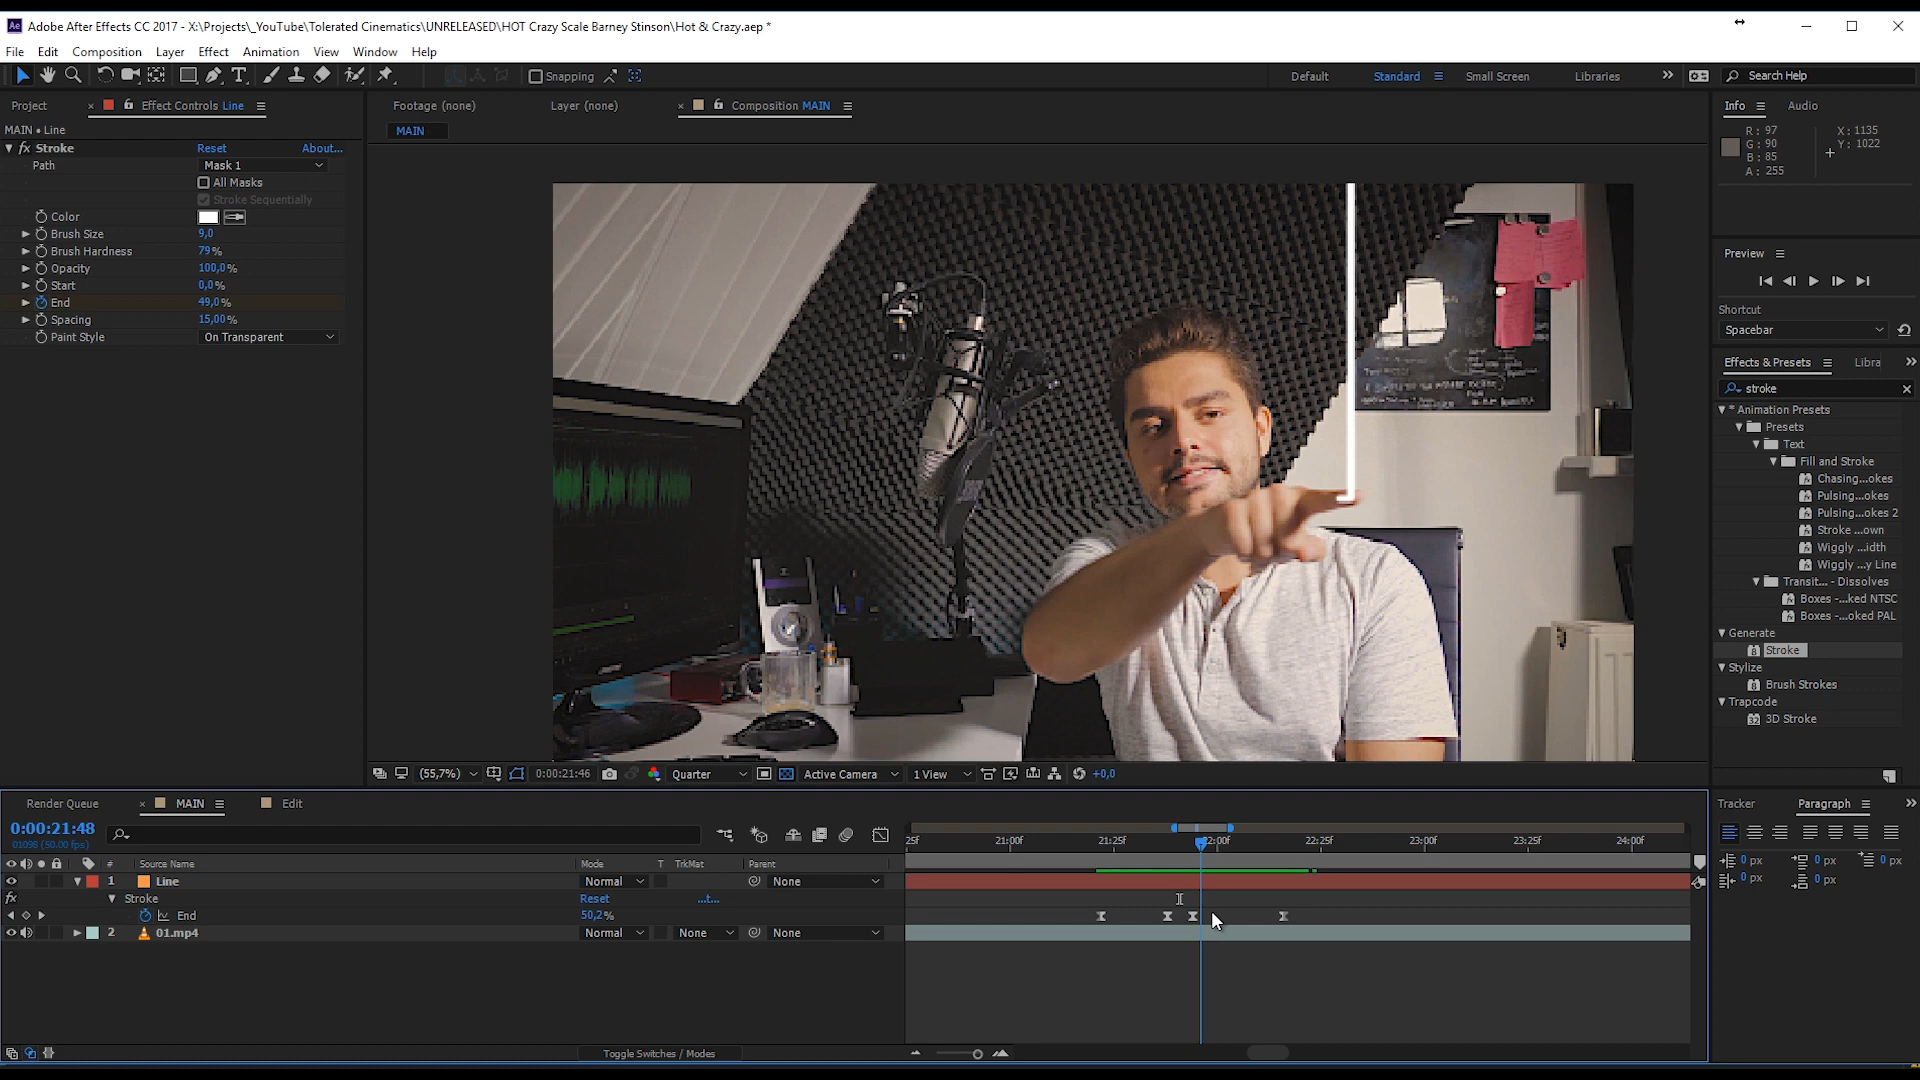 Ae Adobe After Effects CC 2017 - X:\Projects\_YouTube\Tolerated Cinematics\UNRELEASED\HOT Crazy Scale Barney Stinson\Hot & Crazy.aep *
File Edit Composition Layer Effect Animation View Window Help
Snapping Default Standard Small Screen Libraries Search Help
Project Effect Controls Line
Footage (none) Layer (none) Composition MAIN
Info Audio
MAIN • Line
MAIN
R: 97 X: 1135
G: 90 Y: 1022
B: 85
A: 255
fx Stroke Reset About...
Path Mask 1
All Masks
Stroke Sequentially
Color
Brush Size 9,0
Brush Hardness 79%
Opacity 100,0%
Start 0,0%
End 49,0%
Spacing 15,00%
Paint Style On Transparent
Preview
Shortcut
Spacebar
Effects & Presets Libra
stroke
* Animation Presets
Presets
Text
Fill and Stroke
Chasing...okes
Pulsing...okes
Pulsing...okes 2
Stroke ...own
Wiggly ...idth
Wiggly ...y Line
Transit... - Dissolves
Boxes -...ked NTSC
Boxes -...oked PAL
Generate
Stroke
Stylize
Brush Strokes
Trapcode
3D Stroke
(55,7%) 0:00:21:46 Quarter Active Camera 1 View +0,0
Render Queue MAIN Edit
Tracker Paragraph
0:00:21:48
01098 (50.00 fps)
25f 21:00f 21:25f 22:00f 22:25f 23:00f 23:25f 24:00f
# Source Name Mode T TrkMat Parent
1 Line Normal None
fx Stroke Reset ...t...
End 50,2%
2 01.mp4 Normal None None
0 px 0 px 0 px
0 px 0 px
Toggle Switches / Modes